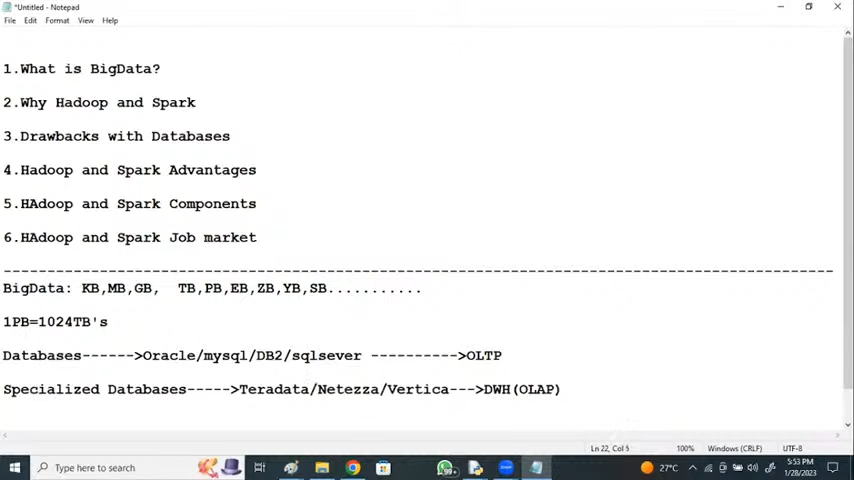 *Untitled - Notepad
File Edit Format View Help
1.What is BigData?
2.Why Hadoop and Spark
3.Drawbacks with Databases
4.Hadoop and Spark Advantages
5.HAdoop and Spark Components
6.HAdoop and Spark Job market
-----------------------------------------------------------------------------------------------
BigData: KB,MB,GB,  TB,PB,EB,ZB,YB,SB...........
1PB=1024TB's
Databases------>Oracle/mysql/DB2/sqlsever ---------->OLTP
Specialized Databases----->Teradata/Netezza/Vertica--->DWH(OLAP)
Ln 22, Col 5 100% Windows (CRLF) UTF-8
Type here to search 99+ 27°C 5:53 PM
1/28/2023